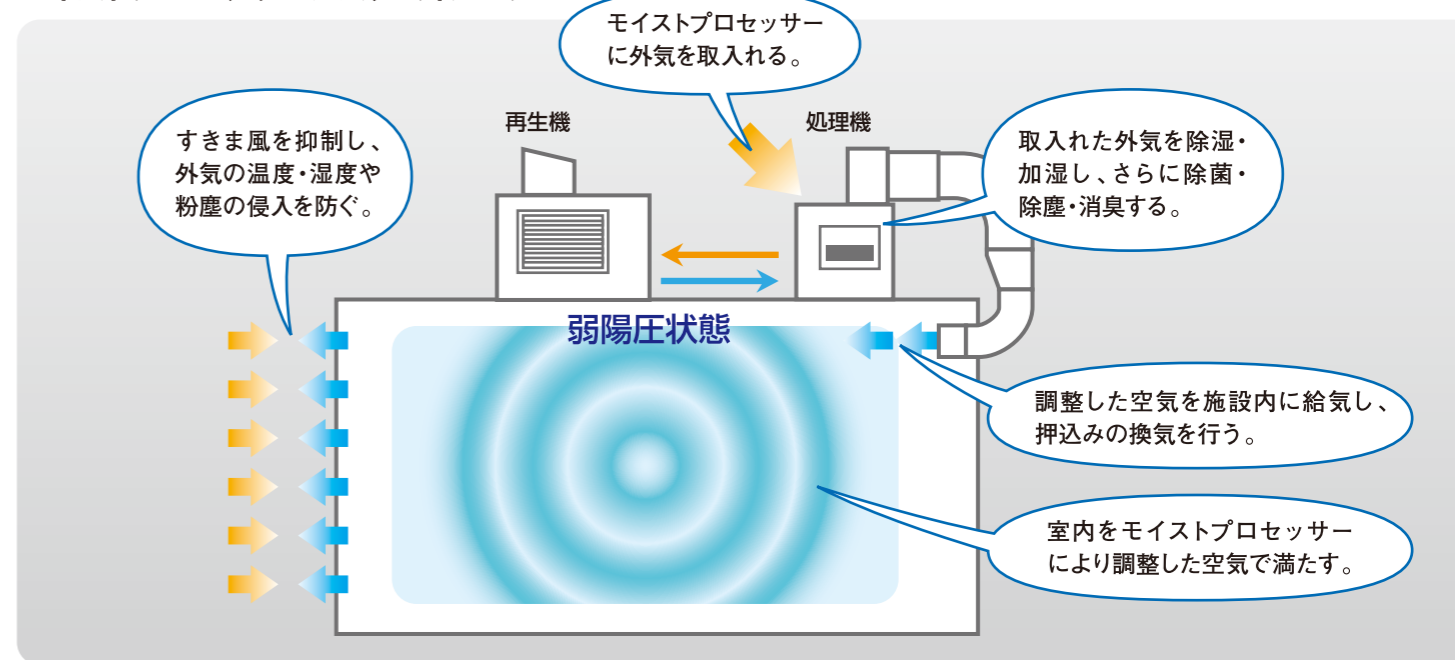 モイストプロセッサー
に外気を取入れる。
すきま風を抑制し、
外気の温度・湿度や
粉塵の侵入を防ぐ。
再生機
処理機
取入れた外気を除湿・
加湿し、さらに除菌・
除塵・消臭する。
弱陽圧状態
調整した空気を施設内に給気し、
押込みの換気を行う。
室内をモイストプロセッサー
により調整した空気で満たす。